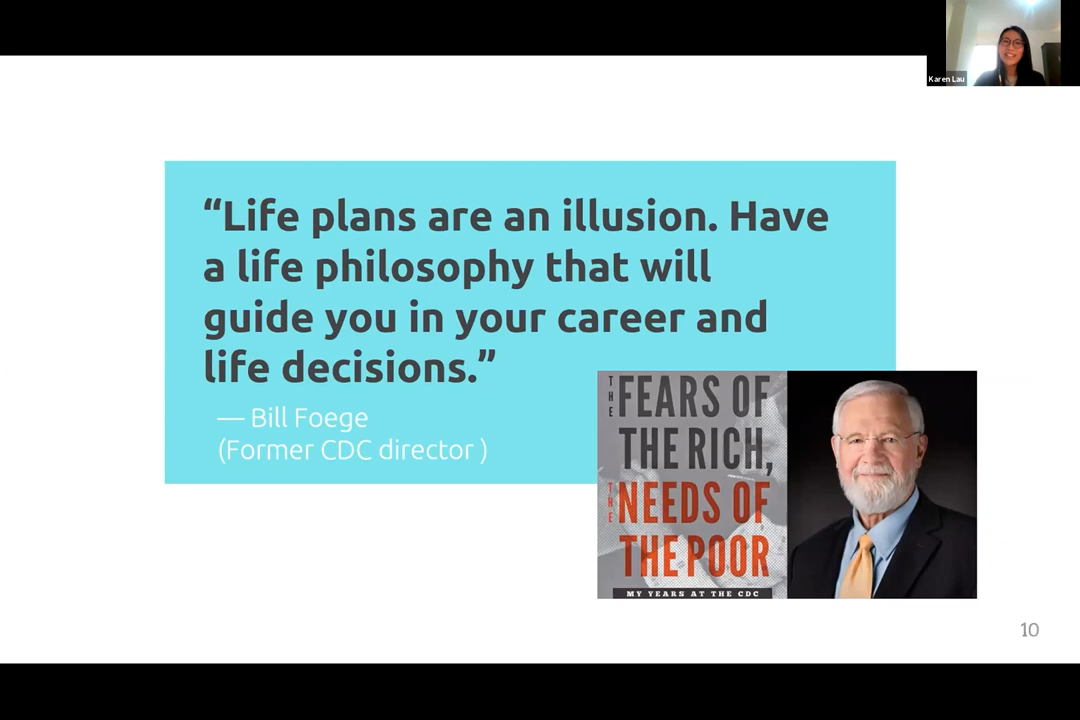 Karen Lau
“Life plans are an illusion. Have
a life philosophy that will
guide you in your career and
life decisions.”
— Bill Foege
(Former CDC director )
THE FEARS OF
THE RICH,
THE NEEDS OF
THE POOR
MY YEARS AT THE CDC
10